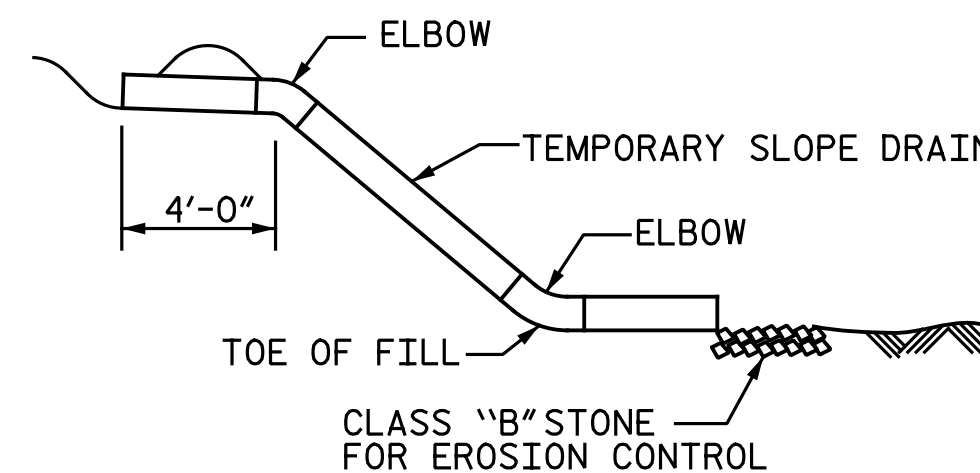 ELBOW
TEMPORARY SLOPE DRAIN
4'-0"
ELBOW
TOE OF FILL
CLASS "B" STONE
FOR EROSION CONTROL